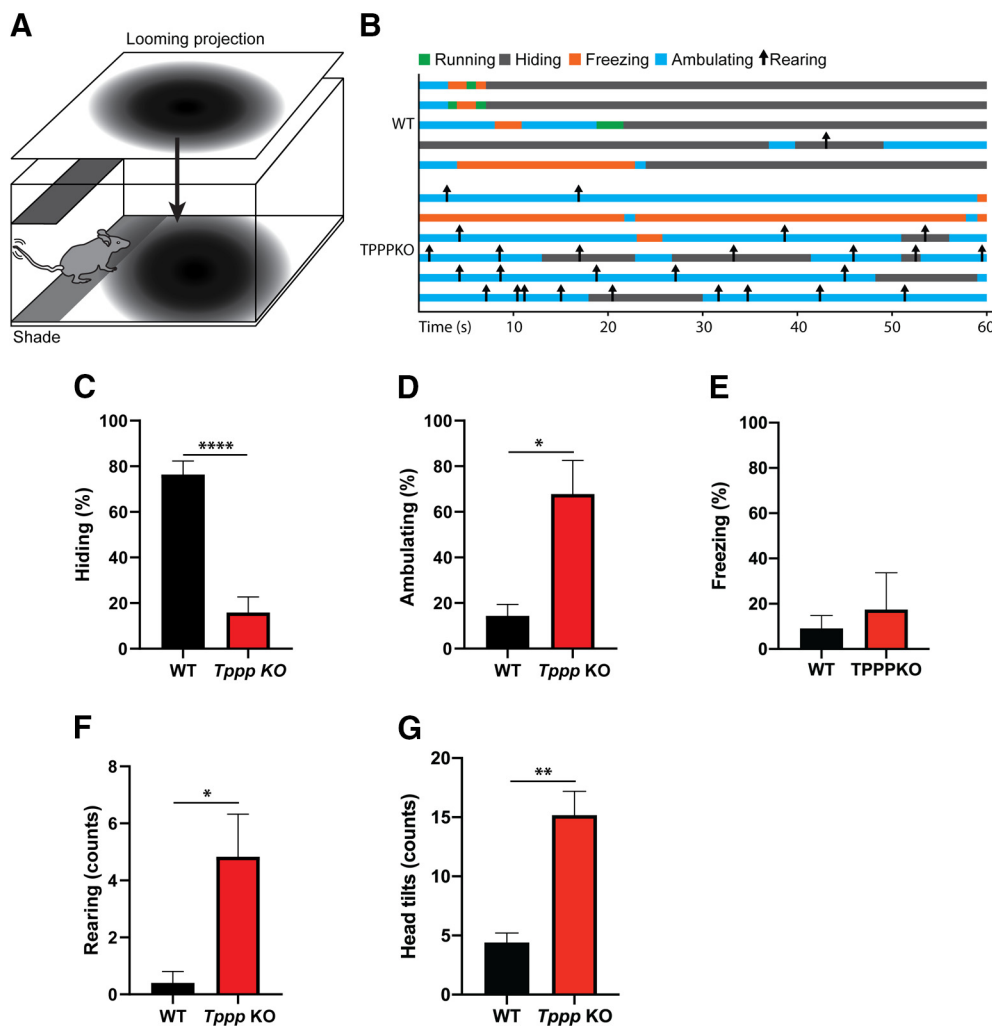 A
Looming projection
Shade
B
Running Hiding Freezing Ambulating Rearing
WT
TPPPKO
Time (s) 10 20 30 40 50 60
C
Hiding (%)
100
80
60
40
20
0
****
WT Tppp KO
D
Ambulating (%)
100
80
60
40
20
0
*
WT Tppp KO
E
Freezing (%)
100
80
60
40
20
0
WT TPPPKO
F
Rearing (counts)
8
6
4
2
0
*
WT Tppp KO
G
Head tilts (counts)
20
15
10
5
0
**
WT Tppp KO